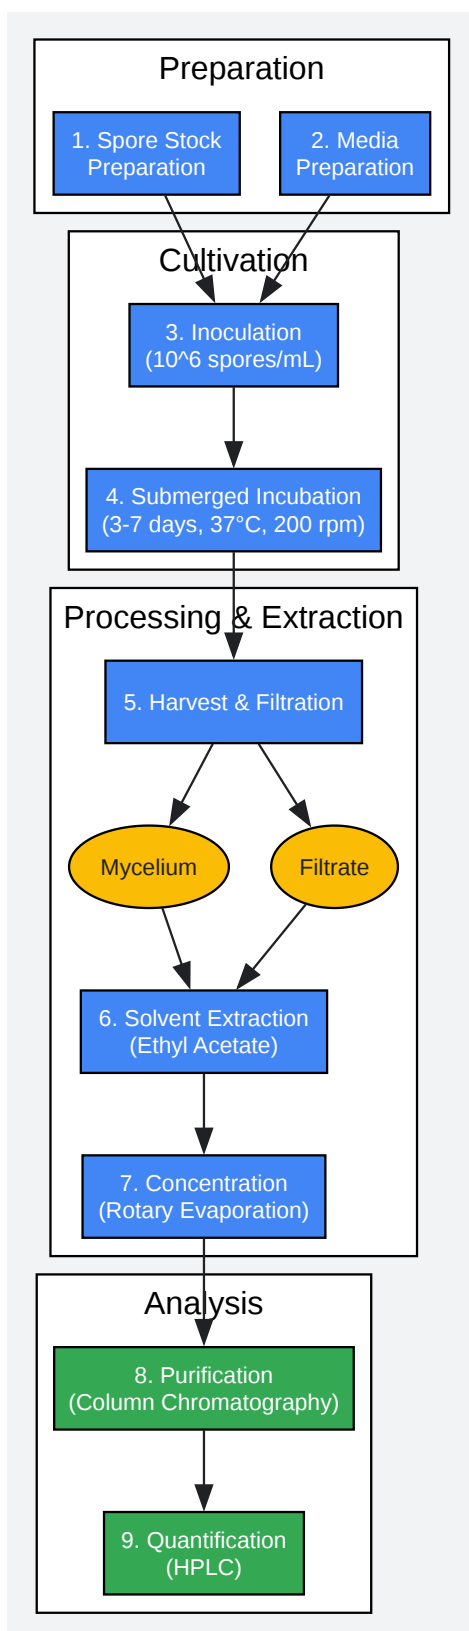 Preparation
1. Spore Stock
Preparation
2. Media
Preparation
Cultivation
3. Inoculation
(10^6 spores/mL)
4. Submerged Incubation
(3-7 days, 37°C, 200 rpm)
Processing & Extraction
5. Harvest & Filtration
Mycelium
Filtrate
6. Solvent Extraction
(Ethyl Acetate)
7. Concentration
(Rotary Evaporation)
Analysis
8. Purification
(Column Chromatography)
9. Quantification
(HPLC)